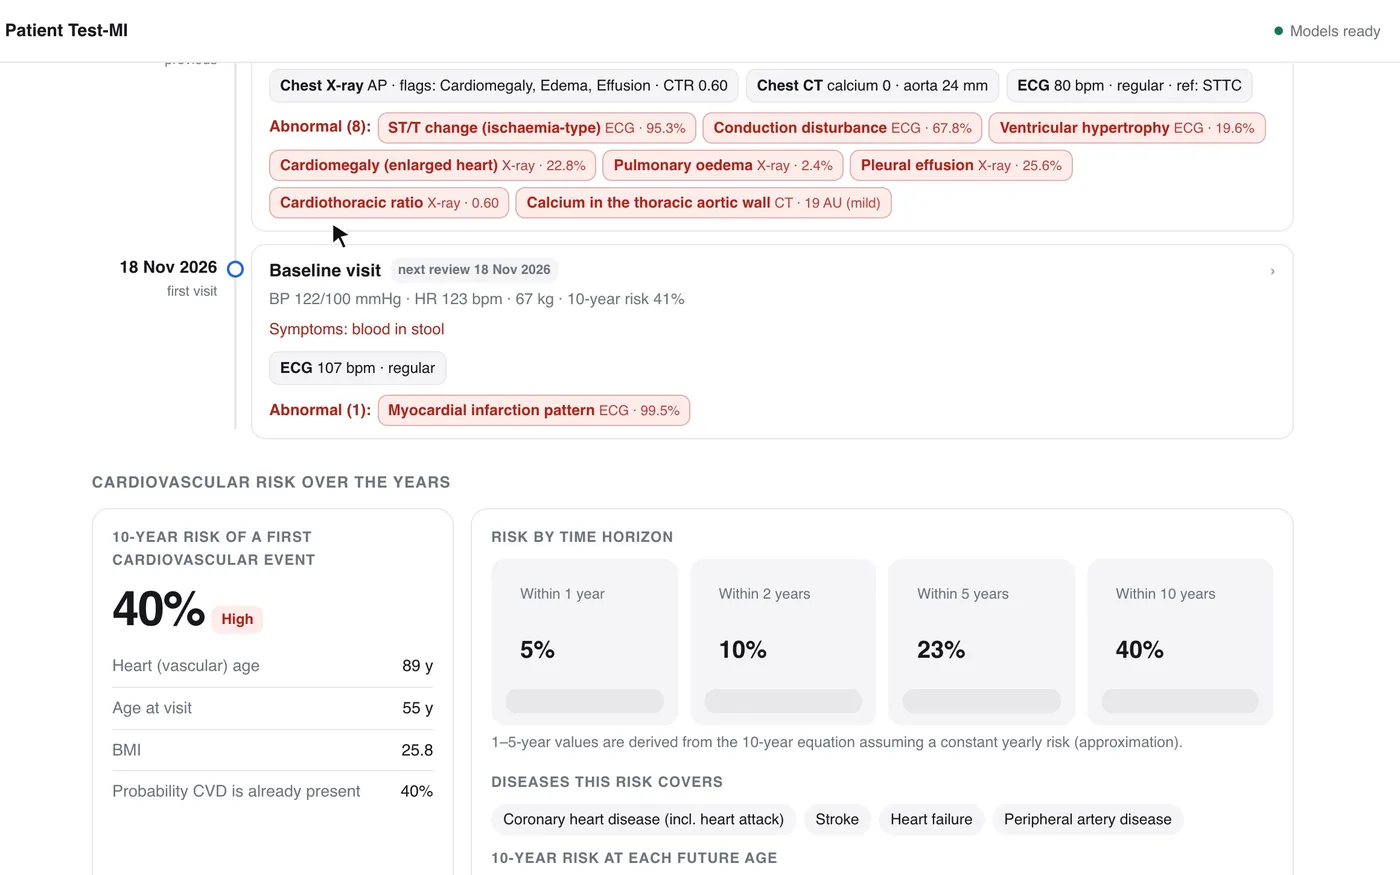 Patient Test-MI
Models ready
previous
Chest X-ray AP · flags: Cardiomegaly, Edema, Effusion · CTR 0.60
Chest CT calcium 0 · aorta 24 mm
ECG 80 bpm · regular · ref: STTC
Abnormal (8): ST/T change (ischaemia-type) ECG · 95.3% Conduction disturbance ECG · 67.8% Ventricular hypertrophy ECG · 19.6%
Cardiomegaly (enlarged heart) X-ray · 22.8% Pulmonary oedema X-ray · 2.4% Pleural effusion X-ray · 25.6%
Cardiothoracic ratio X-ray · 0.60 Calcium in the thoracic aortic wall CT · 19 AU (mild)
18 Nov 2026
first visit
Baseline visit next review 18 Nov 2026
BP 122/100 mmHg · HR 123 bpm · 67 kg · 10-year risk 41%
Symptoms: blood in stool
ECG 107 bpm · regular
Abnormal (1): Myocardial infarction pattern ECG · 99.5%
CARDIOVASCULAR RISK OVER THE YEARS
10-YEAR RISK OF A FIRST
CARDIOVASCULAR EVENT
40% High
Heart (vascular) age 89 y
Age at visit 55 y
BMI 25.8
Probability CVD is already present 40%
RISK BY TIME HORIZON
Within 1 year
5%
Within 2 years
10%
Within 5 years
23%
Within 10 years
40%
1–5-year values are derived from the 10-year equation assuming a constant yearly risk (approximation).
DISEASES THIS RISK COVERS
Coronary heart disease (incl. heart attack) Stroke Heart failure Peripheral artery disease
10-YEAR RISK AT EACH FUTURE AGE